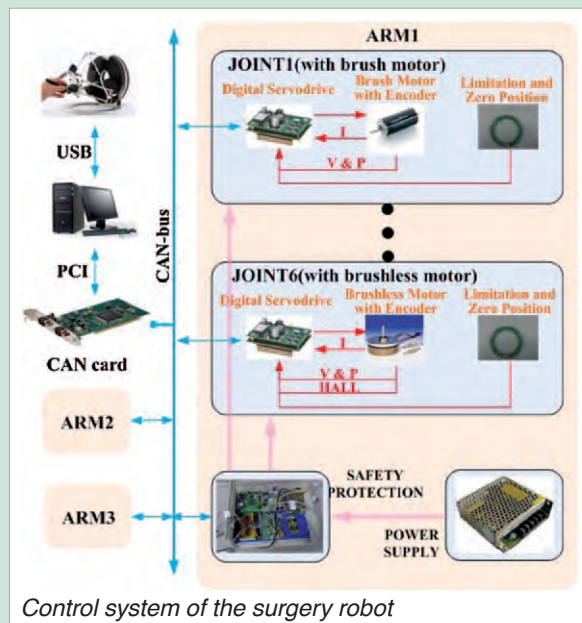 ARM1
JOINT1(with brush motor)
Digital Servodrive
Brush Motor
with Encoder
Limitation and
Zero Position
I
V & P
USB
PCI
CAN card
CAN-bus
JOINT6(with brushless motor)
Digital Servodrive
Brushless Motor
with Encoder
Limitation and
Zero Position
I
V & P
HALL
ARM2
ARM3
SAFETY
PROTECTION
POWER
SUPPLY
Control system of the surgery robot